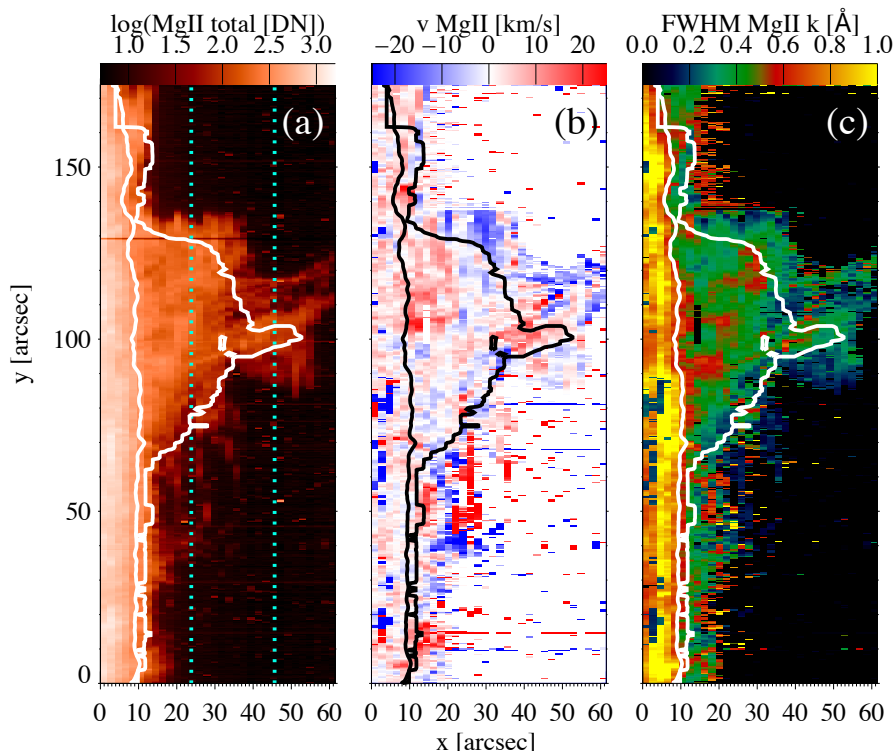 log(MgII total [DN) v MgII [km/s] FWHM MgII k [Å]
1.0 1.5 2.0 2.5 3.0 −20 −10 0 10 20 0.0 0.2 0.4 0.6 0.8 1.0
(a) (b) (c)
150
100
50
0
y [arcsec]
0 10 20 30 40 50 60 0 10 20 30 40 50 60 0 10 20 30 40 50 60
x [arcsec]